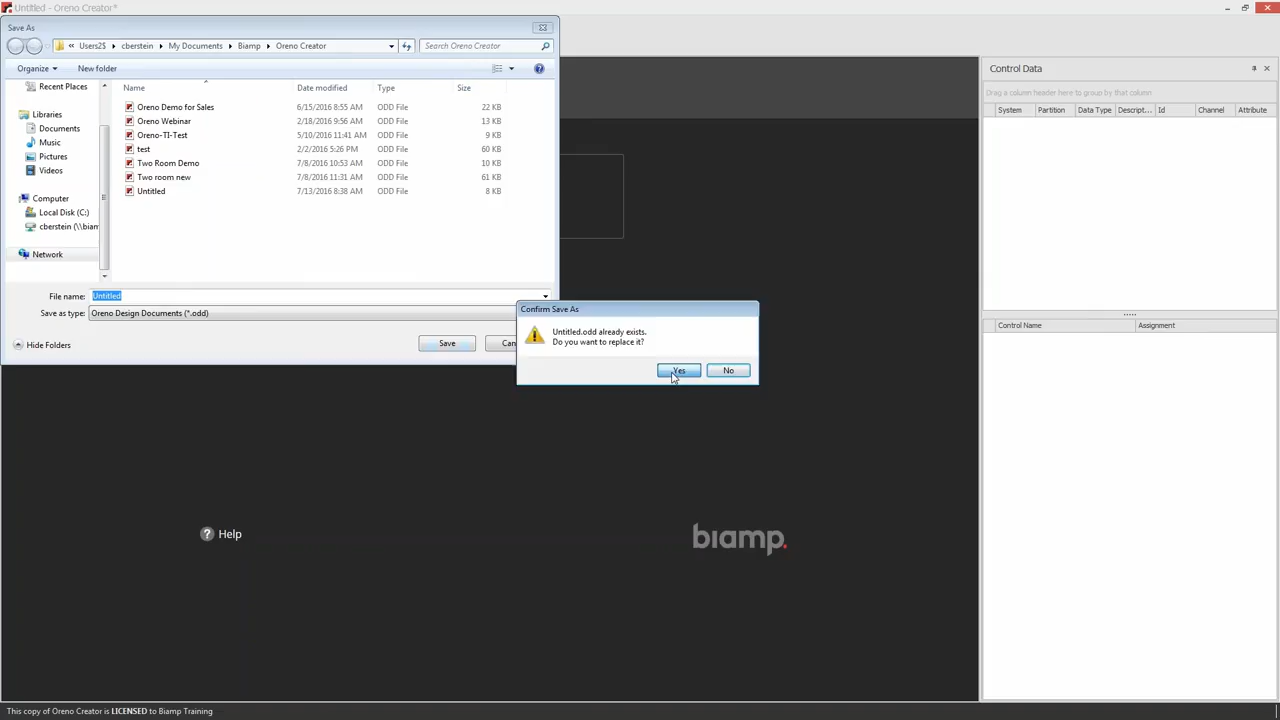 Untitled - Oreno Creator*
Save As
« Users2$ cberstein My Documents Biamp Oreno Creator
Search Oreno Creator
Organize New folder
Name Date modified Type Size
Recent Places
Libraries
Documents
Music
Pictures
Videos
Computer
Local Disk (C:)
cberstein (\\biam
Network
Oreno Demo for Sales 6/15/2016 8:55 AM ODD File 22 KB
Oreno Webinar 2/18/2016 9:56 AM ODD File 13 KB
Oreno-TI-Test 5/10/2016 11:41 AM ODD File 9 KB
test 2/2/2016 5:26 PM ODD File 60 KB
Two Room Demo 7/8/2016 10:53 AM ODD File 10 KB
Two room new 7/8/2016 11:31 AM ODD File 61 KB
Untitled 7/13/2016 8:38 AM ODD File 8 KB
File name: Untitled
Save as type: Oreno Design Documents (*.odd)
Hide Folders
Save
Can
Confirm Save As
Untitled.odd already exists.
Do you want to replace it?
Yes
No
Control Data
Drag a column header here to group by that column
System Partition Data Type Descript... Id Channel Attribute
Control Name Assignment
? Help
biamp.
This copy of Oreno Creator is LICENSED to Biamp Training